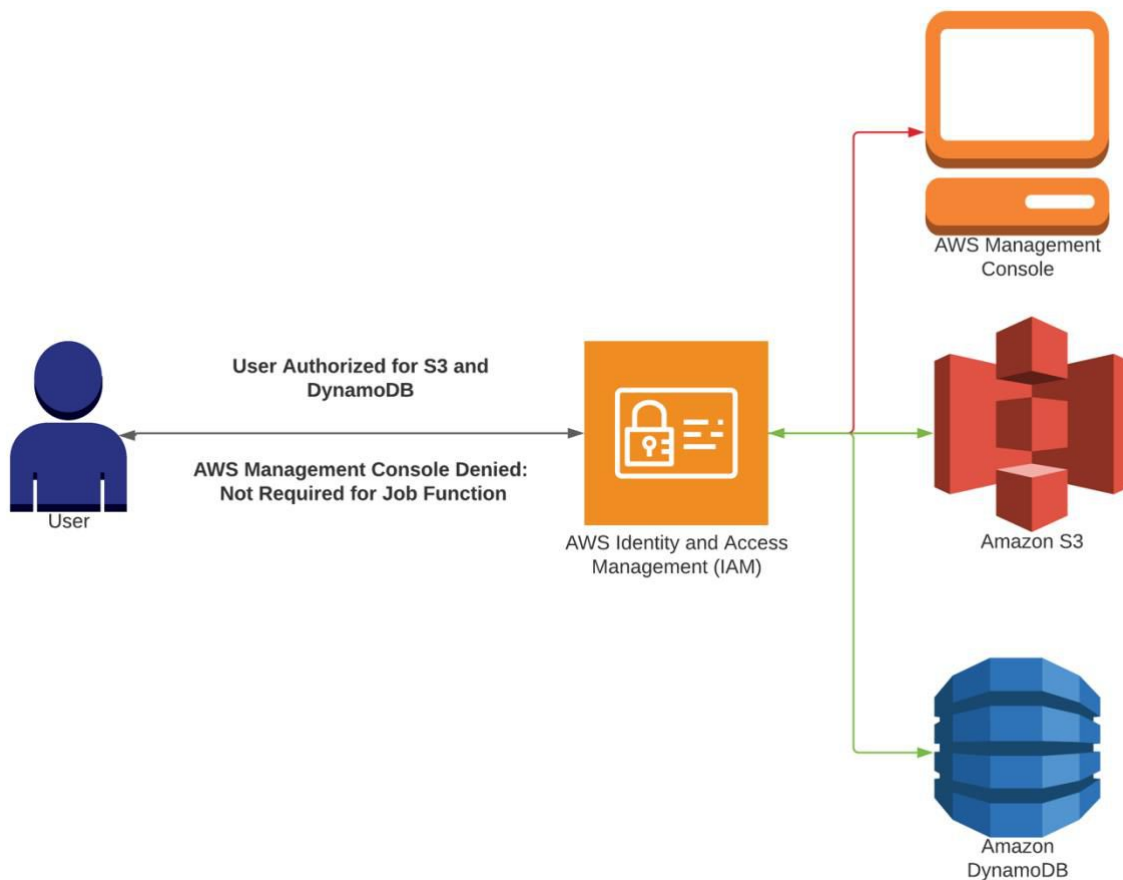 AWS Management
Console
User Authorized for S3 and
DynamoDB
AWS Management Console Denied:
Not Required for Job Function
User
AWS Identity and Access
Management (IAM)
Amazon S3
Amazon
DynamoDB